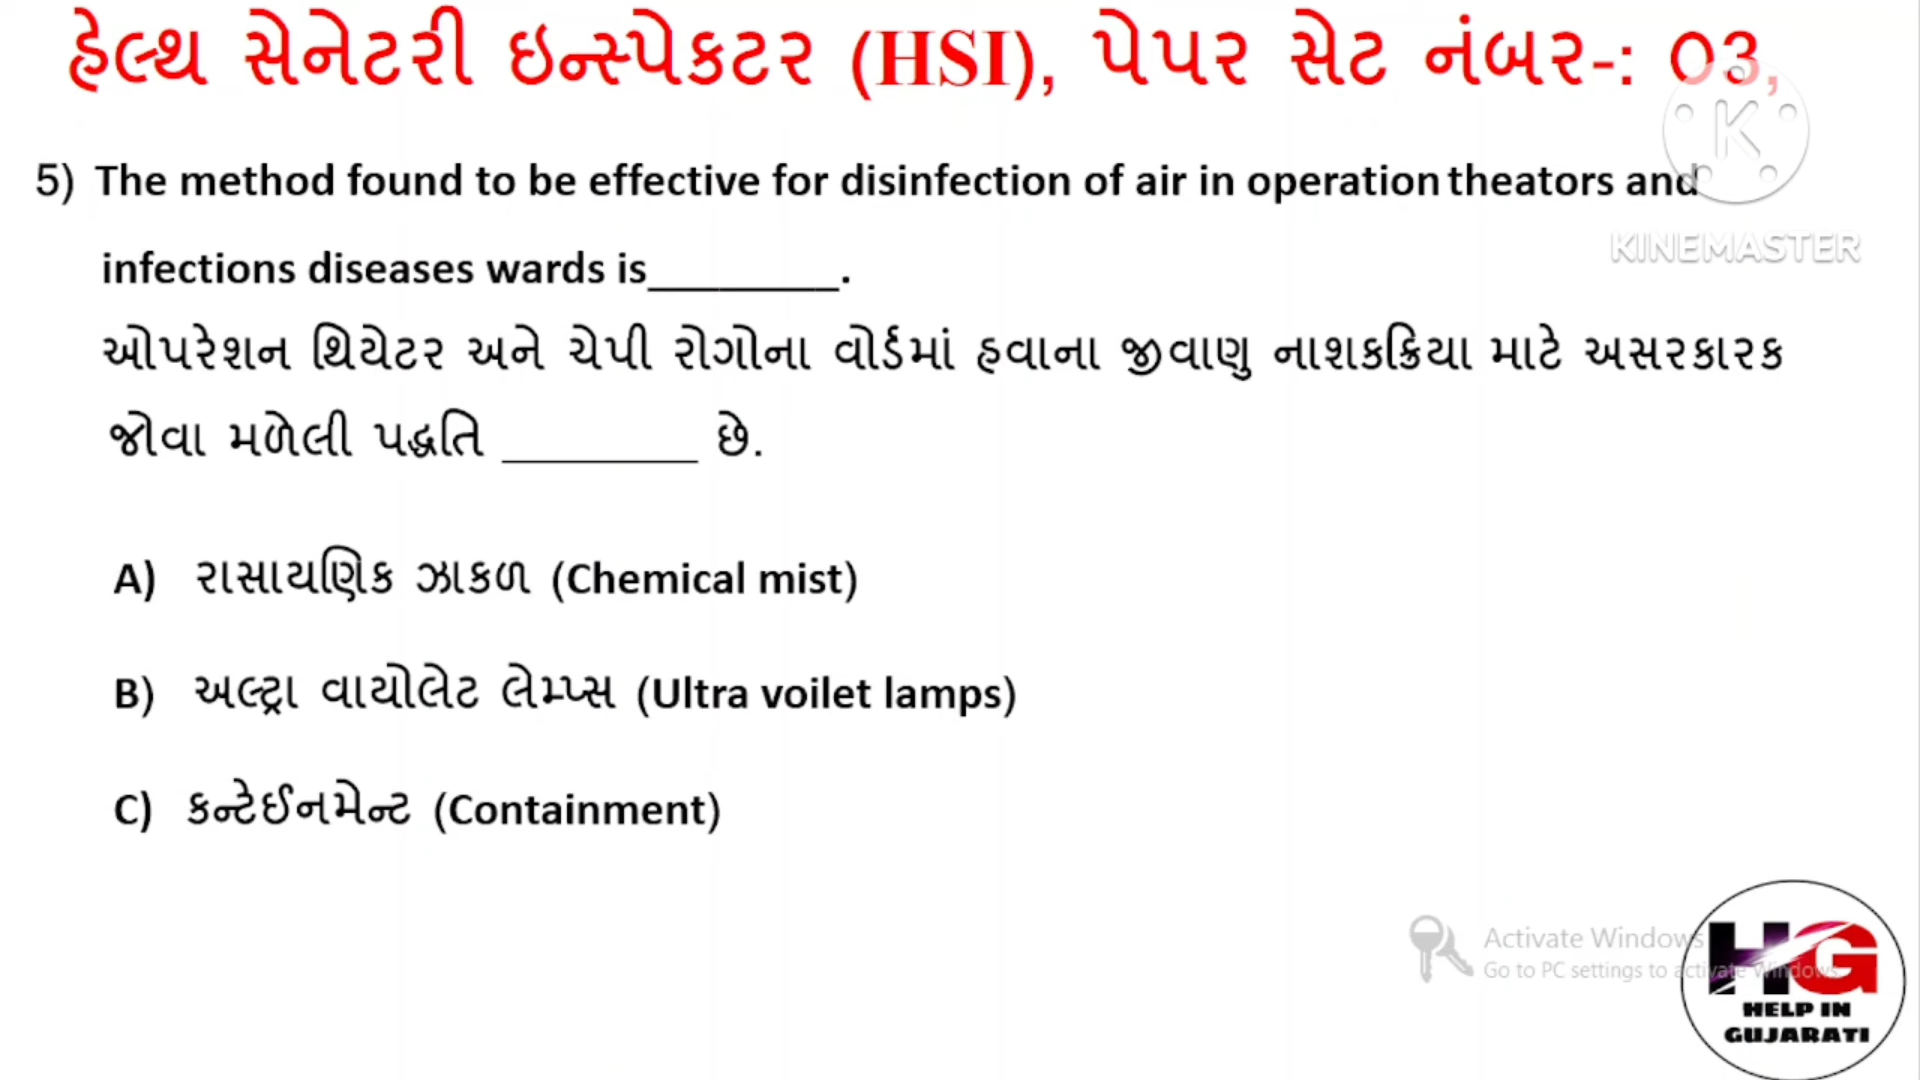 હેલ્થ સેનેટરી ઇન્સ્પેકટર (HSI), પેપર સેટ નંબર-: 03,
K
KINEMASTER
5) The method found to be effective for disinfection of air in operation theators and
infections diseases wards is________.
ઓપરેશન થિયેટર અને ચેપી રોગોના વોર્ડમાં હવાના જીવાણુ નાશકક્રિયા માટે અસરકારક
જોવા મળેલી પદ્ધતિ ________ છે.
A) રાસાયણિક ઝાકળ (Chemical mist)
B) અલ્ટ્રા વાયોલેટ લેમ્પ્સ (Ultra voilet lamps)
C) કન્ટેઈનમેન્ટ (Containment)
Activate Windows
Go to PC settings to activate Windows.
HG
HELP IN
GUJARATI